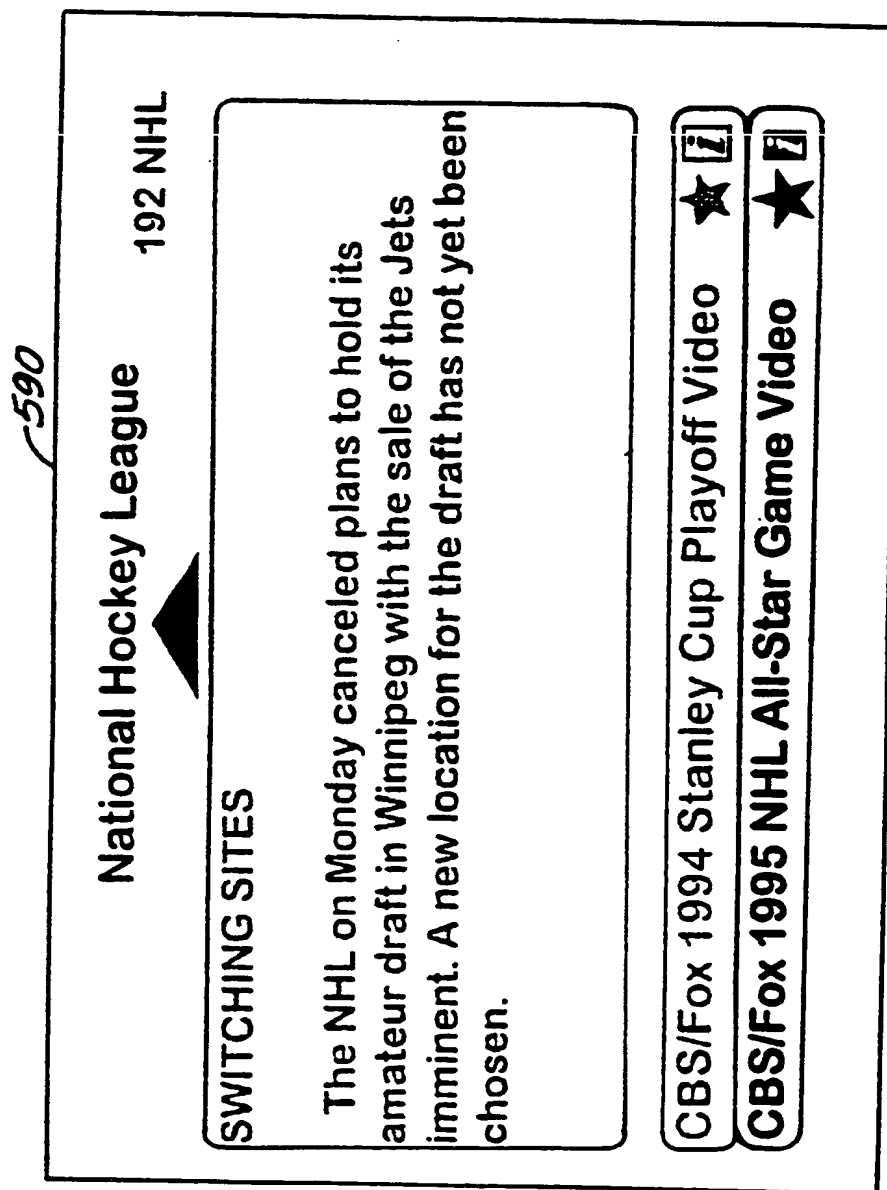 590
National Hockey League
192 NHL
SWITCHING SITES
The NHL on Monday canceled plans to hold its
amateur draft in Winnipeg with the sale of the Jets
imminent. A new location for the draft has not yet been
chosen.
CBS/Fox 1994 Stanley Cup Playoff Video i
CBS/Fox 1995 NHL All-Star Game Video i